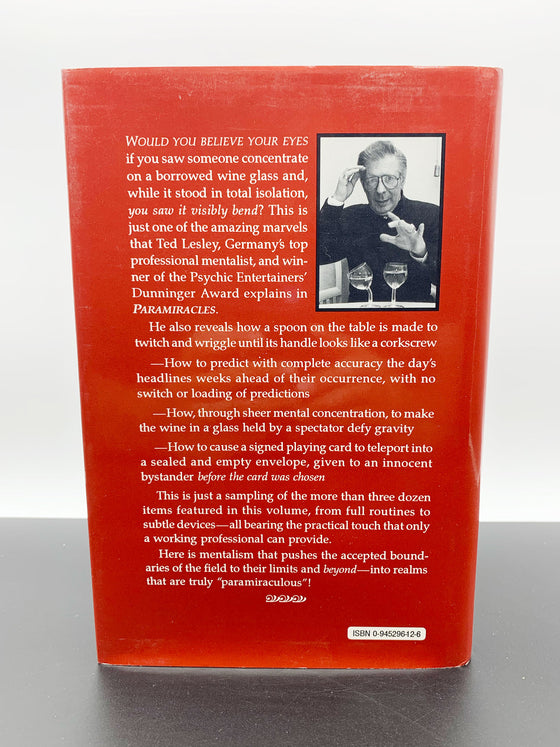 WOULD YOU BELIEVE YOUR EYES
if you saw someone concentrate
on a borrowed wine glass and,
while it stood in total isolation,
you saw it visibly bend? This is
just one of the amazing marvels
that Ted Lesley, Germany's top
professional mentalist, and win-
ner of the Psychic Entertainers'
Dunninger Award explains in
PARAMIRACLES.
He also reveals how a spoon on the table is made to
twitch and wriggle until its handle looks like a corkscrew
—How to predict with complete accuracy the day's
headlines weeks ahead of their occurrence, with no
switch or loading of predictions
—How, through sheer mental concentration, to make
the wine in a glass held by a spectator defy gravity
—How to cause a signed playing card to teleport into
a sealed and empty envelope, given to an innocent
bystander before the card was chosen
This is just a sampling of the more than three dozen
items featured in this volume, from full routines to
subtle devices—all bearing the practical touch that only
a working professional can provide.
Here is mentalism that pushes the accepted bound-
aries of the field to their limits and beyond—into realms
that are truly "paramiraculous"!
ISBN 0-945296-12-6